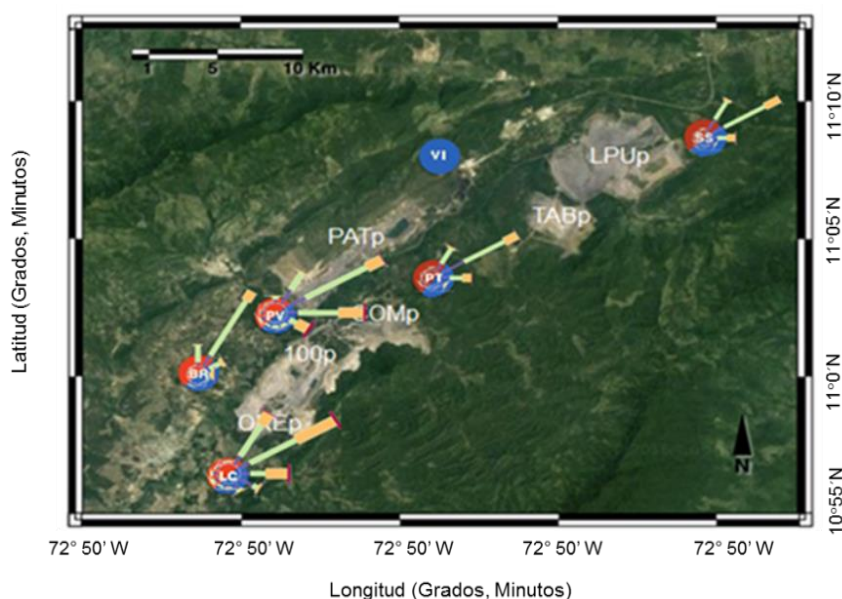 1 5 10 Km
11°10´N
SS
VI
LPUp
TABp
PATp
11°05´N
PT
PV
OMp
100p
11°0´N
BR
OREp
LC
N
10°55´N
72° 50´ W 72° 50´ W 72° 50´ W 72° 50´ W 72° 50´ W
Latitud (Grados, Minutos)
Longitud (Grados, Minutos)